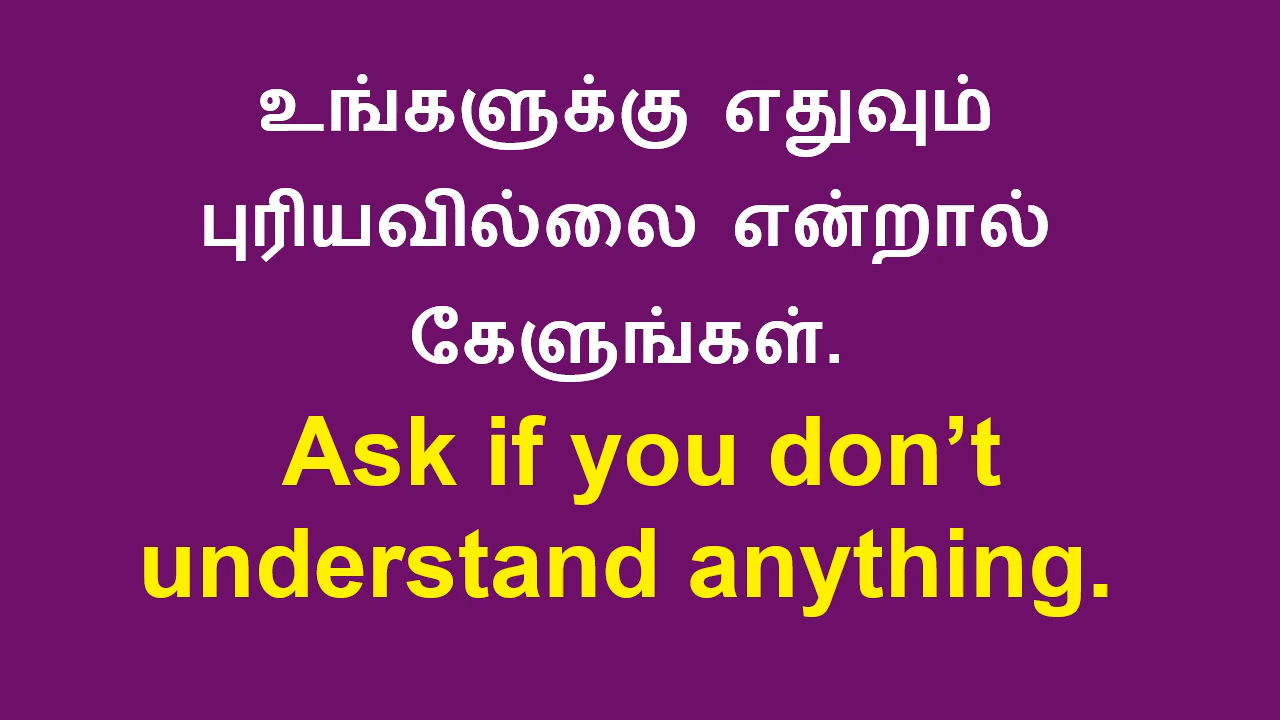 உங்களுக்கு எதுவும்
புரியவில்லை என்றால்
கேளுங்கள்.
Ask if you don’t
understand anything.